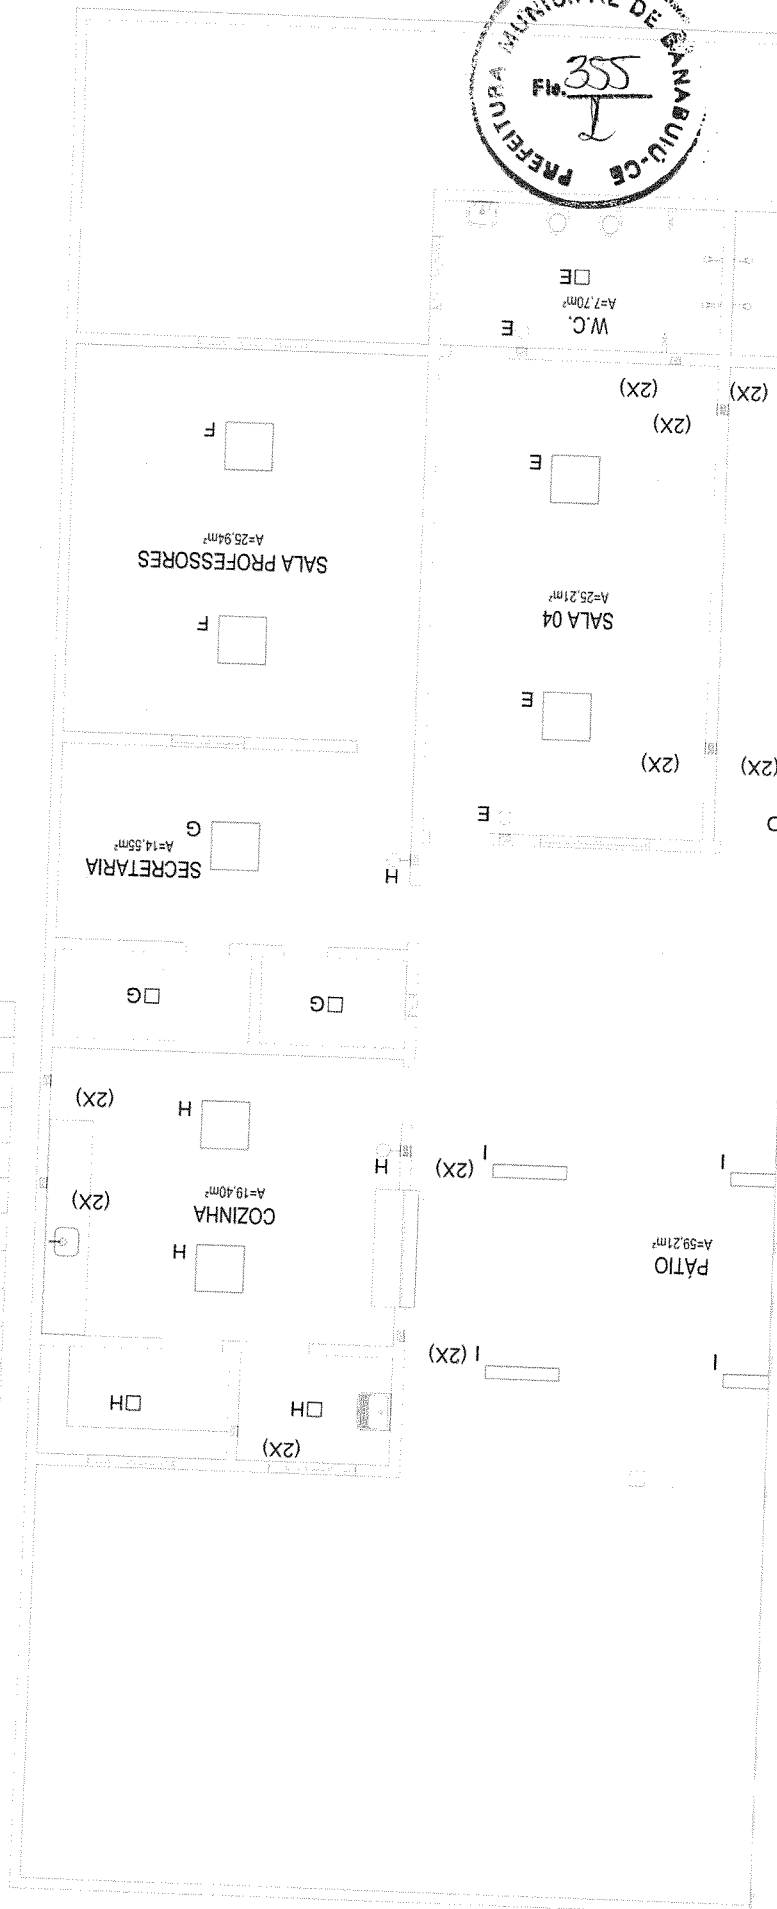 PREFEITURA MUNICIPAL DE BANABUIÚ-CE
Fls. 355
E
A=7,70m²
W.C.
E
(2X)
(2X)
(2X)
F
E
A=25,94m²
SALA PROFESSORES
A=25,21m²
SALA 04
F
E
(2X)
(2X)
E
G
A=14,55m²
SECRETARIA
H
G
G
(2X)
H
H
(2X)
I
I
(2X)
A=19,40m²
COZINHA
A=59,21m²
PÁTIO
H
(2X)
I
I
H
H
(2X)